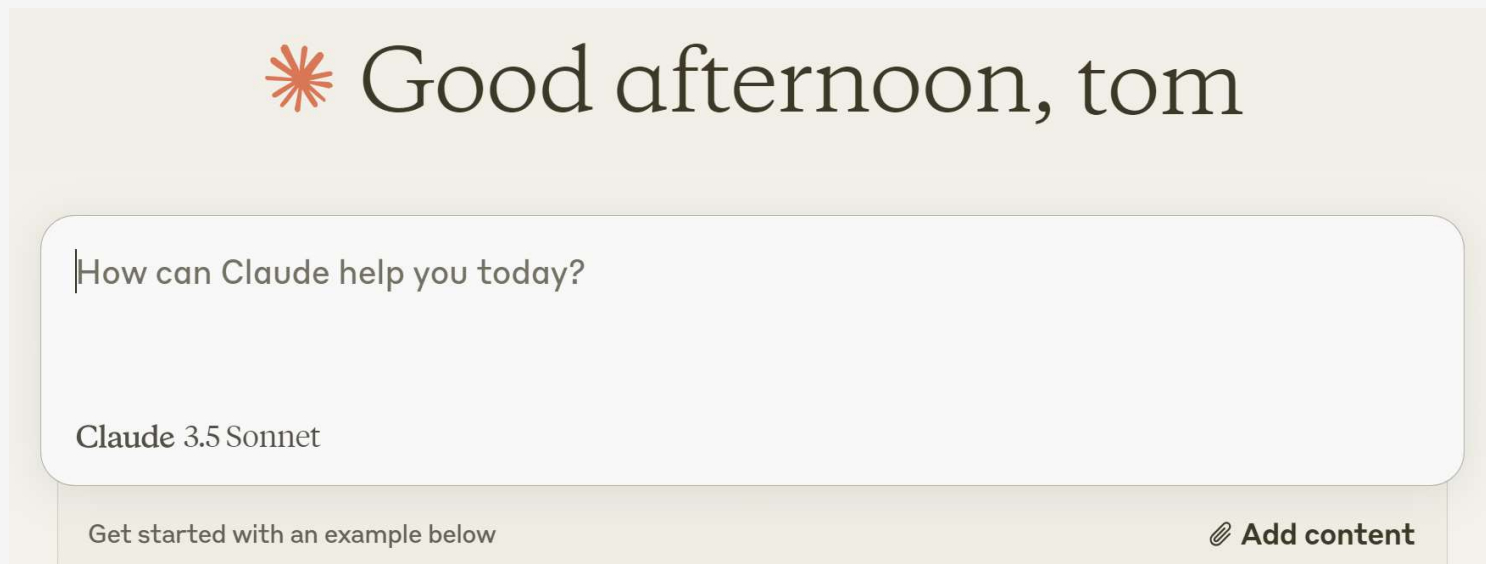 Good afternoon, tom
How can Claude help you today?
Claude 3.5 Sonnet
Get started with an example below
Add content